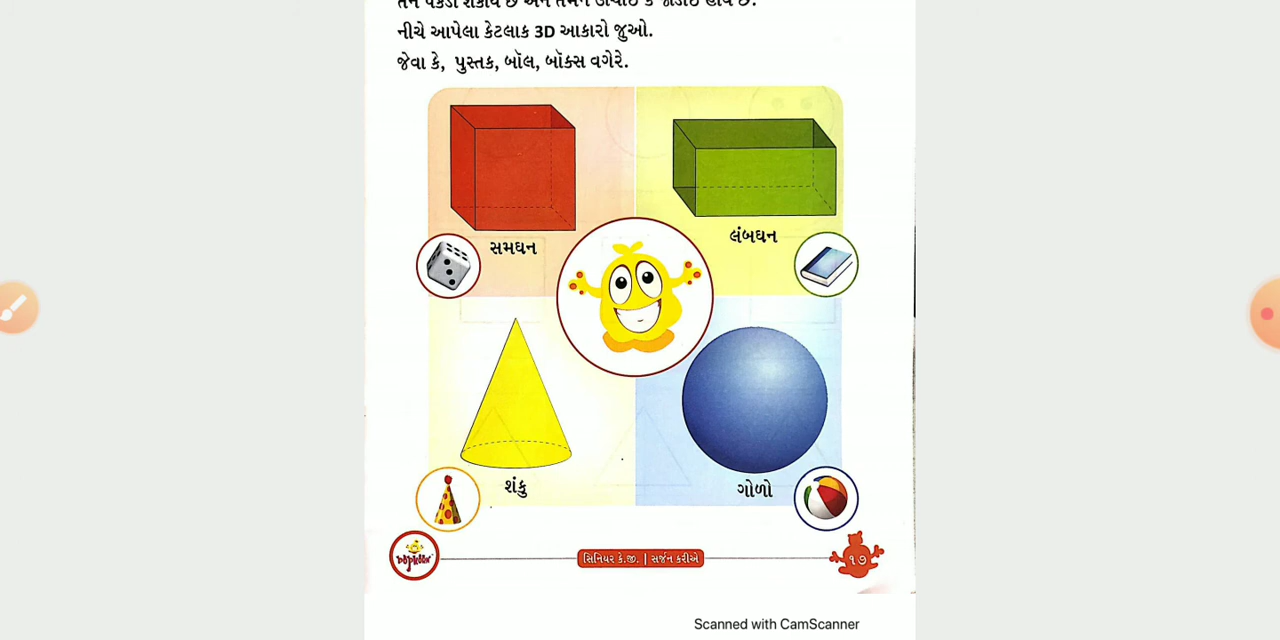 નીચે આપેલા કેટલાક 3D આકારો જુઓ.
જેવા કે, પુસ્તક, બૉલ, બૉક્સ વગેરે.
સમઘન
લંબઘન
શંકુ
ગોળો
સિનિયર કે.જી. | સર્જન કરીએ
૧૭
Scanned with CamScanner